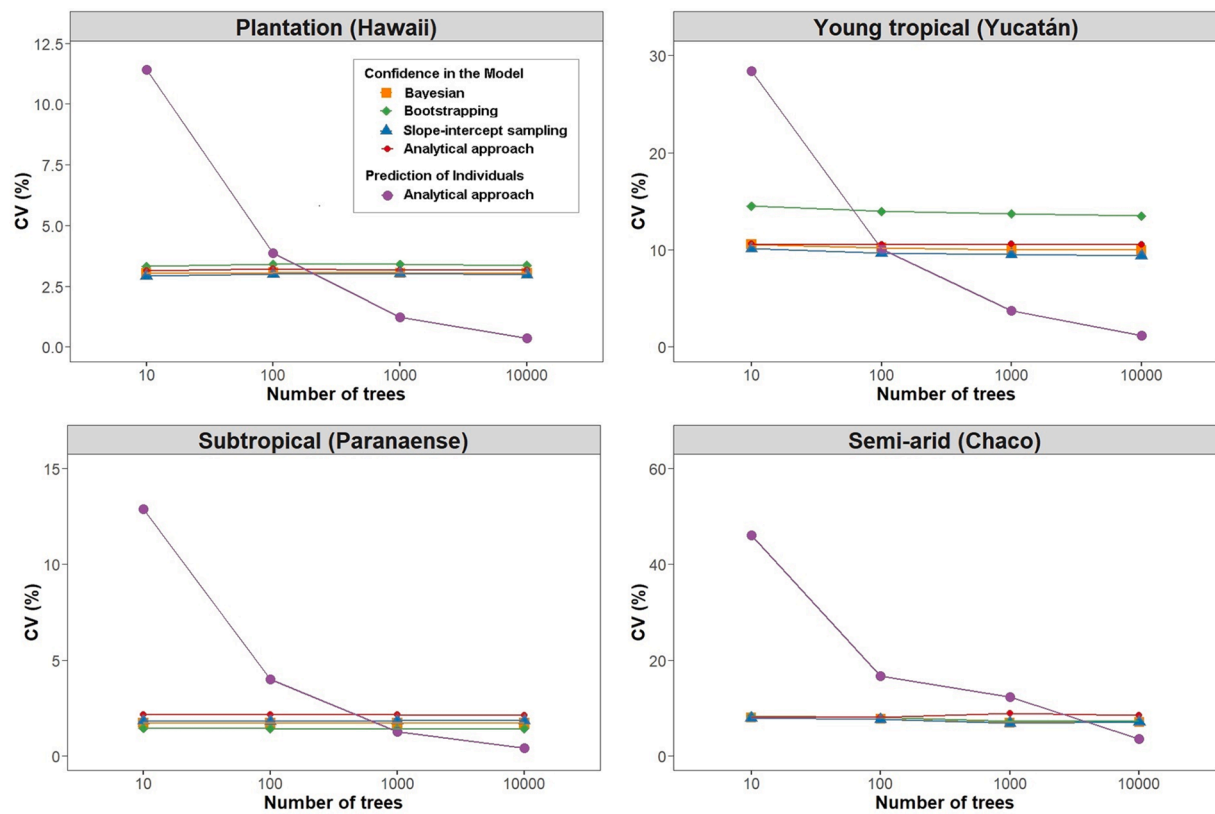 Plantation (Hawaii)
12.5
10.0
7.5
5.0
2.5
0.0
CV (%)
Confidence in the Model
Bayesian
Bootstrapping
Slope-intercept sampling
Analytical approach
Prediction of Individuals
Analytical approach
10 100 1000 10000
Number of trees
Young tropical (Yucatán)
30
20
10
0
CV (%)
10 100 1000 10000
Number of trees
Subtropical (Paranaense)
15
10
5
0
CV (%)
10 100 1000 10000
Number of trees
Semi-arid (Chaco)
60
40
20
0
CV (%)
10 100 1000 10000
Number of trees